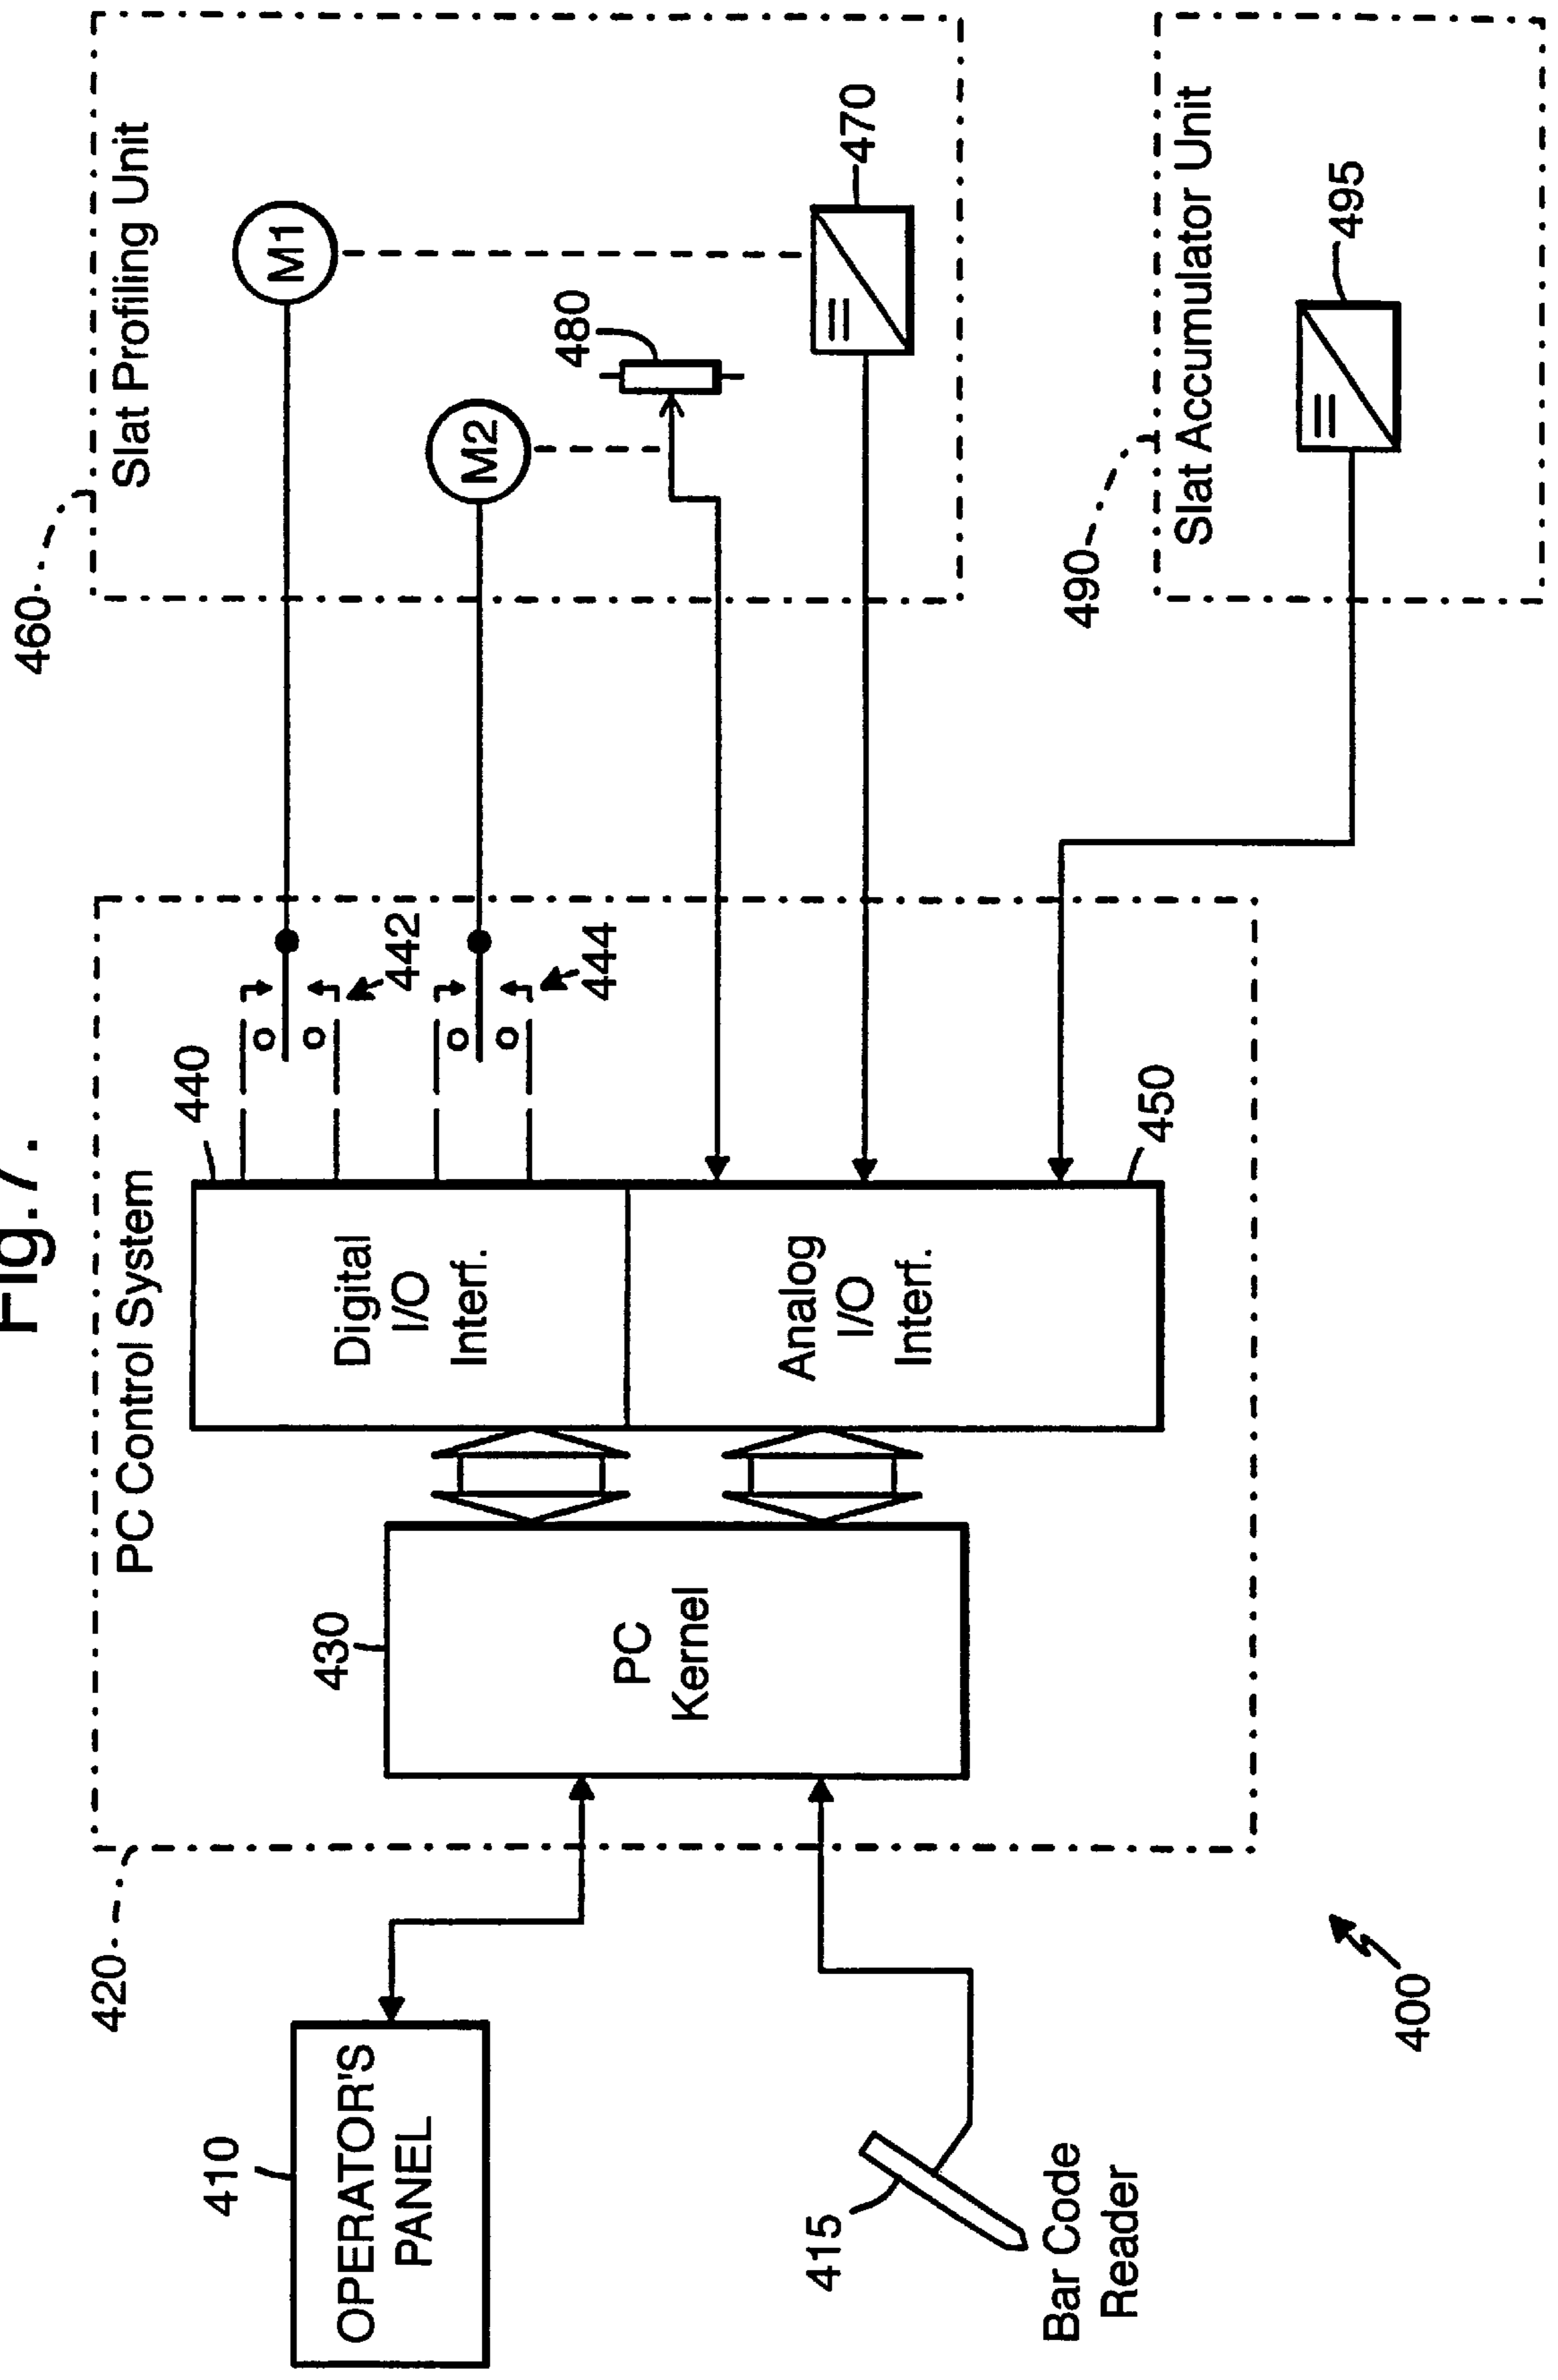 Fig.7.
420
PC Control System
460
Slat Profiling Unit
410
OPERATOR'S
PANEL
430
PC
Kernel
440
Digital
I/O
Interf.
442
444
M1
M2
480
415
Bar Code
Reader
Analog
I/O
Interf.
450
470
490
Slat Accumulator Unit
495
400